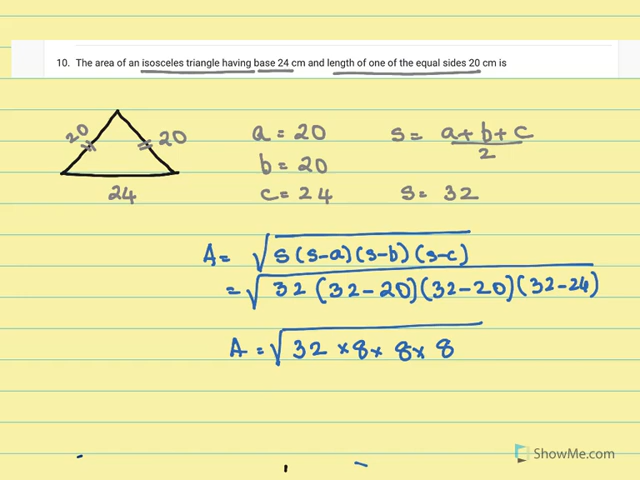 10. The area of an isosceles triangle having base 24 cm and length of one of the equal sides 20 cm is
20
20
24
a = 20
b = 20
c = 24
s = a + b + c / 2
s = 32
A = √s(s-a)(s-b)(s-c)
= √32(32-20)(32-20)(32-24)
A = √32 × 8 × 8 × 8
ShowMe.com